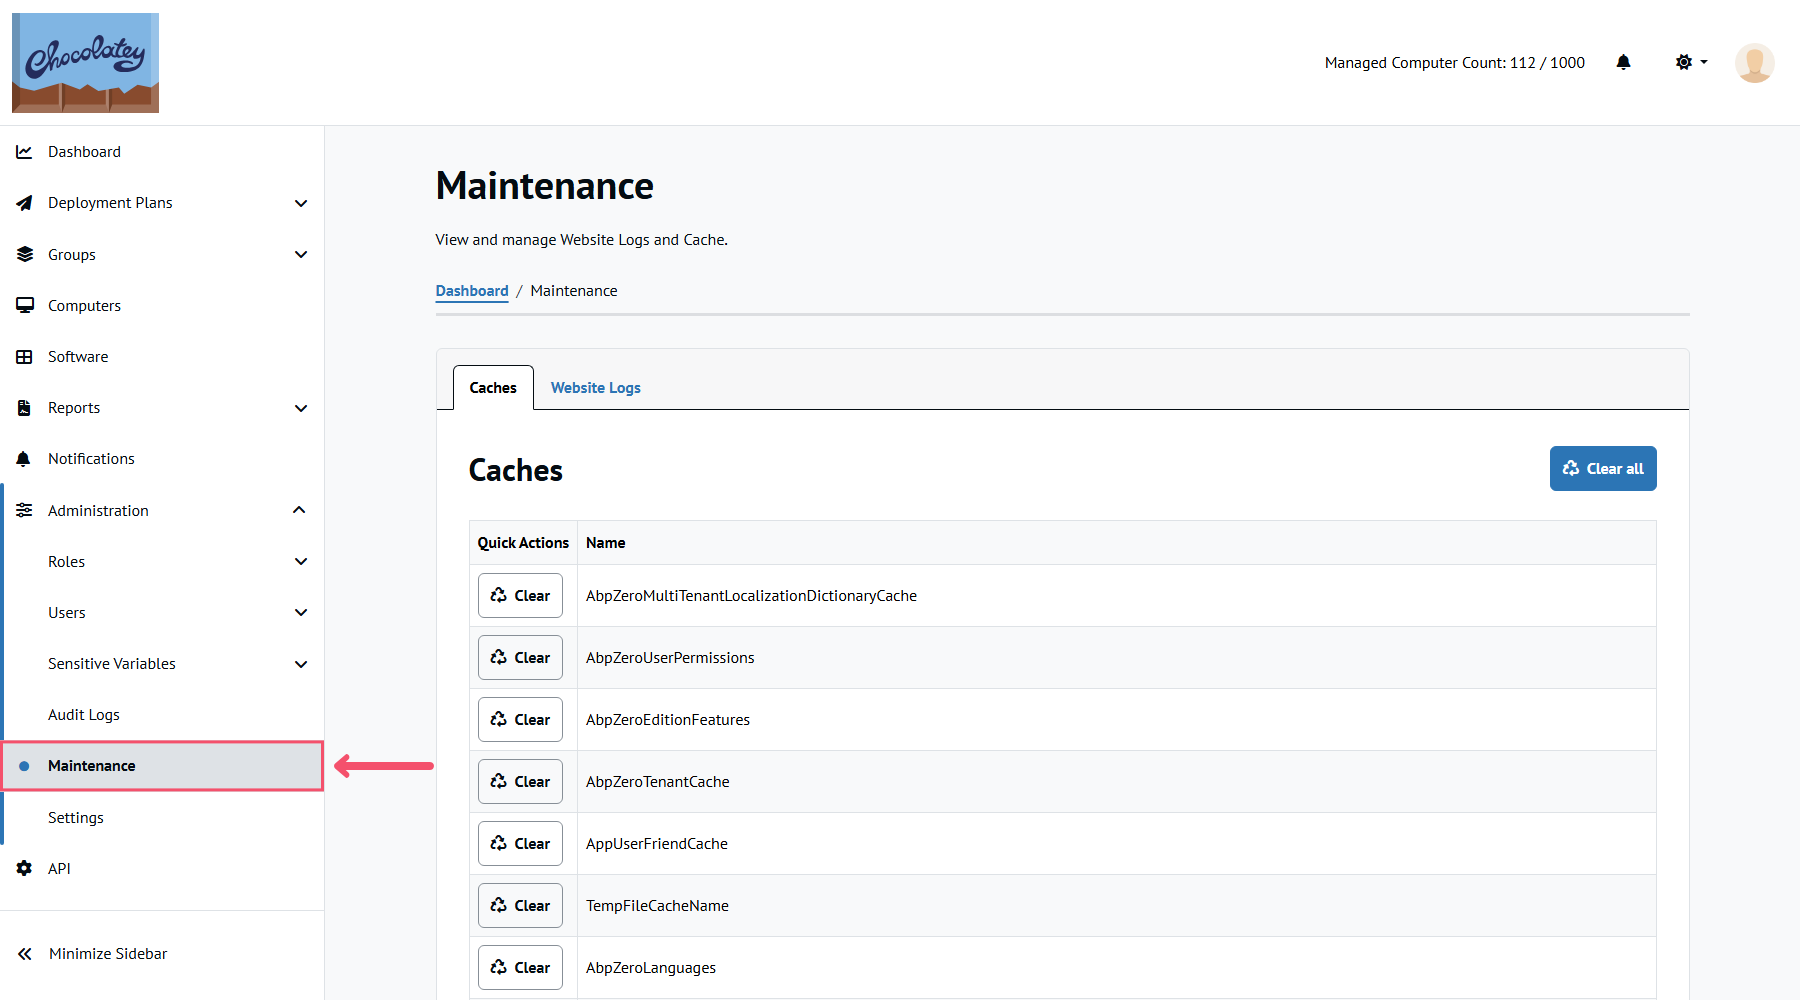 Chocolatey
Managed Computer Count: 112 / 1000
Dashboard
Deployment Plans
Groups
Computers
Software
Reports
Notifications
Administration
Roles
Users
Sensitive Variables
Audit Logs
Maintenance
Settings
API
Minimize Sidebar
Maintenance
View and manage Website Logs and Cache.
Dashboard / Maintenance
Caches Website Logs
Caches
Clear all
Quick Actions Name
Clear AbpZeroMultiTenantLocalizationDictionaryCache
Clear AbpZeroUserPermissions
Clear AbpZeroEditionFeatures
Clear AbpZeroTenantCache
Clear AppUserFriendCache
Clear TempFileCacheName
Clear AbpZeroLanguages